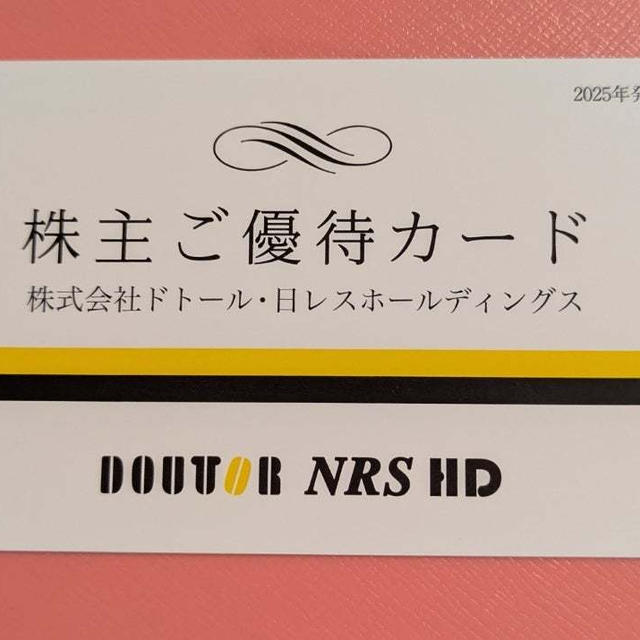 2025年発
株主ご優待カード
株式会社ドトール・日レスホールディングス
DOUTOR NRS HD